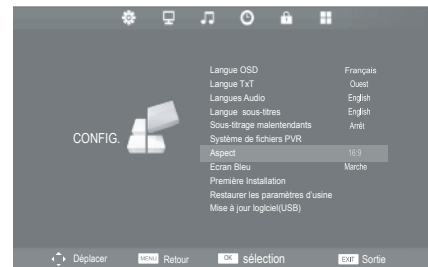 Langue OSD Français
Langue TxT Ouest
Langues Audio English
Langue sous-titres English
Sous-titrage malentendants Arrêt
CONFIG.
Système de fichiers PVR
Aspect 16:9
Ecran Bleu Marche
Première Installation
Restaurer les paramètres d'usine
Mise à jour logiciel(USB)
Déplacer MENU Retour OK sélection EXIT Sortie